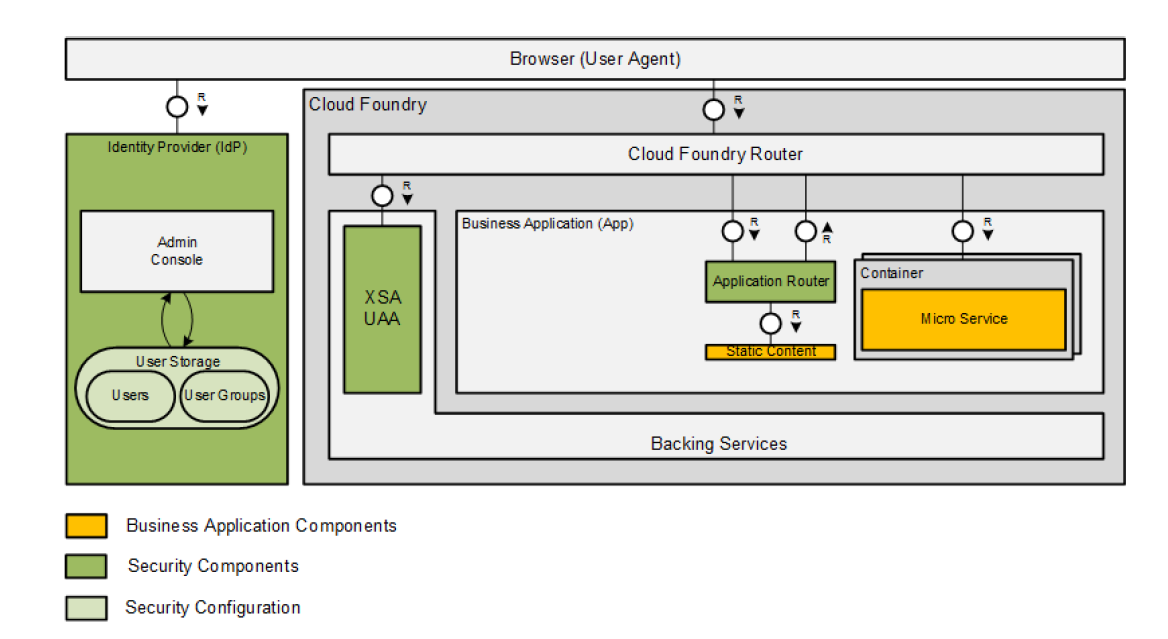 Browser (User Agent)
R
R
Cloud Foundry
Identity Provider (IdP)
Cloud Foundry Router
R
Admin
Console
Business Application (App)
R
R
R
XSA
UAA
Application Router
Container
R
Micro Service
Static Content
User Storage
Users
User Groups
Backing Services
Business Application Components
Security Components
Security Configuration